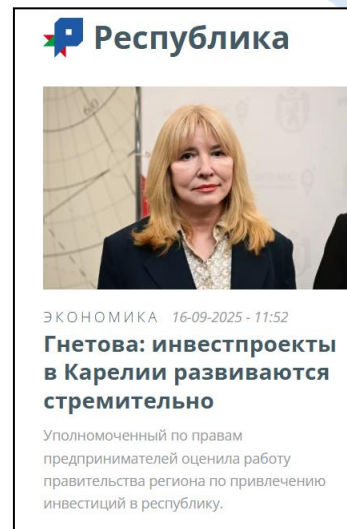 Республика
ЭКОНОМИКА 16-09-2025 - 11:52
Гнетова: инвестпроекты
в Карелии развиваются
стремительно
Уполномоченный по правам
предпринимателей оценила работу
правительства региона по привлечению
инвестиций в республику.